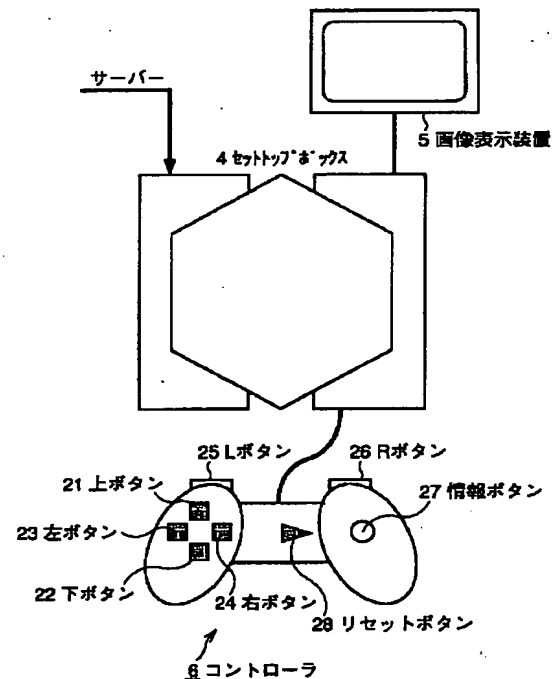 サーバー
5 画像表示装置
4 セットトップボックス
25 Lボタン
26 Rボタン
21 上ボタン
27 情報ボタン
23 左ボタン
22 下ボタン
24 右ボタン
28 リセットボタン
6 コントローラ